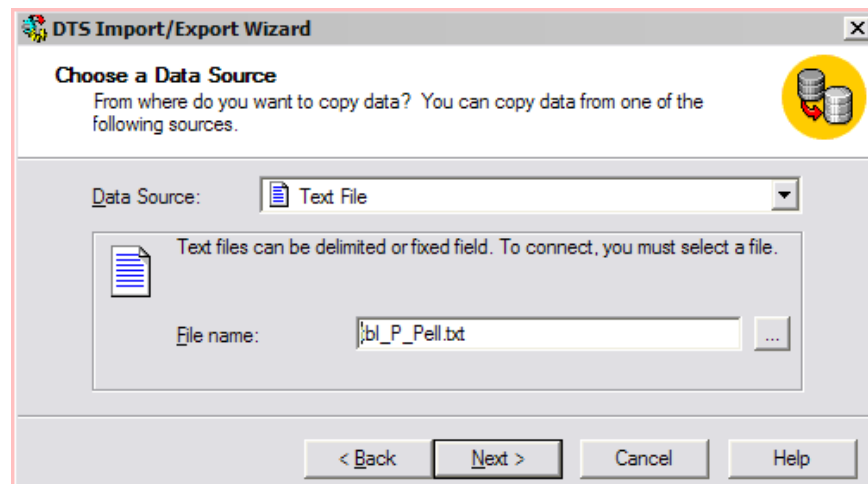 DTS Import/Export Wizard
Choose a Data Source
From where do you want to copy data? You can copy data from one of the
following sources.
Data Source: Text File
Text files can be delimited or fixed field. To connect, you must select a file.
File name: :bl_P_Pell.txt ...
< Back Next > Cancel Help